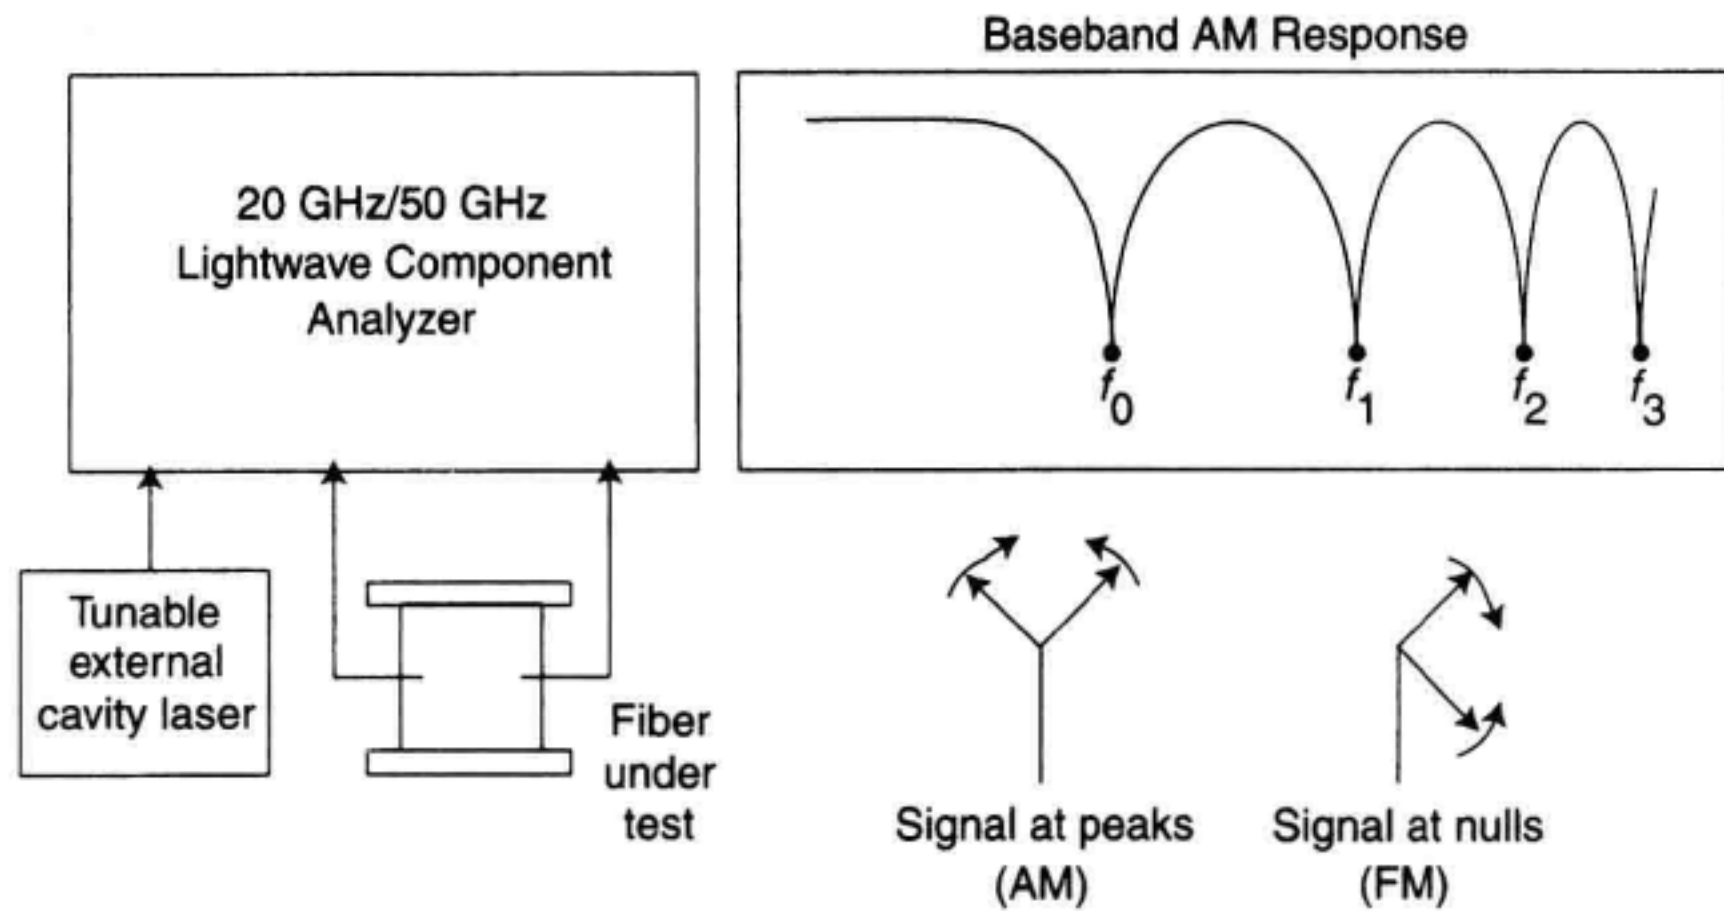 Baseband AM Response
20 GHz/50 GHz
Lightwave Component
Analyzer
f0
f1
f2
f3
Tunable
external
cavity laser
Fiber
under
test
Signal at peaks
(AM)
Signal at nulls
(FM)